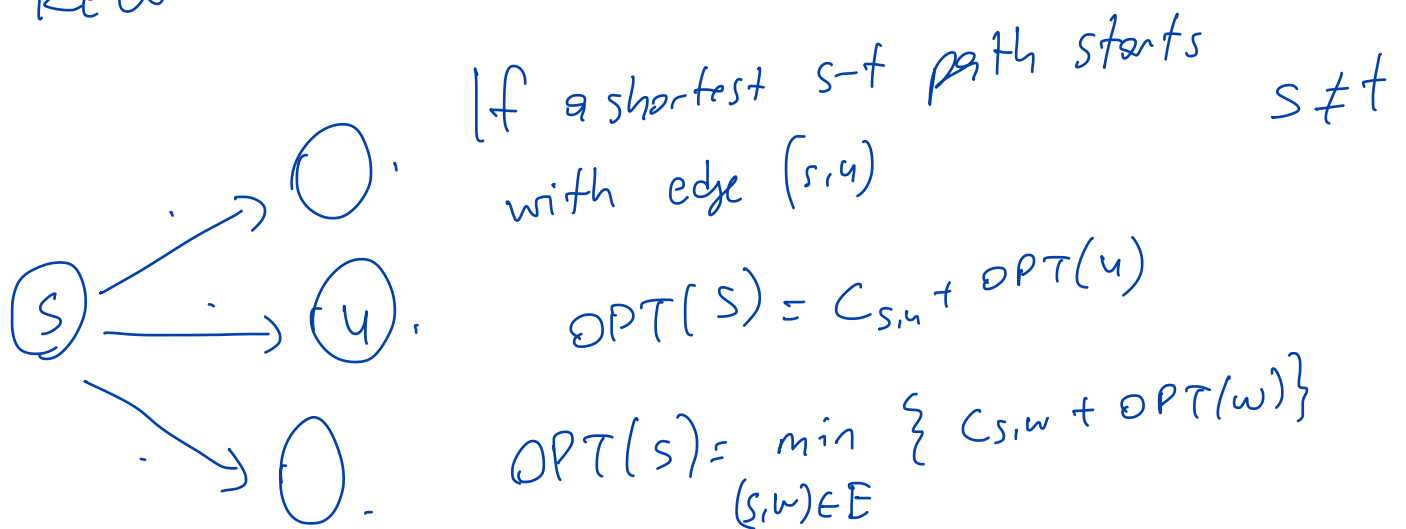 If a shortest s-t path starts
s ≠ t
with edge (s,u)
S
u
OPT(S) = C_{s,u} + OPT(u)
OPT(s) = min { C_{s,w} + OPT(w)}
(s,w) ∈ E